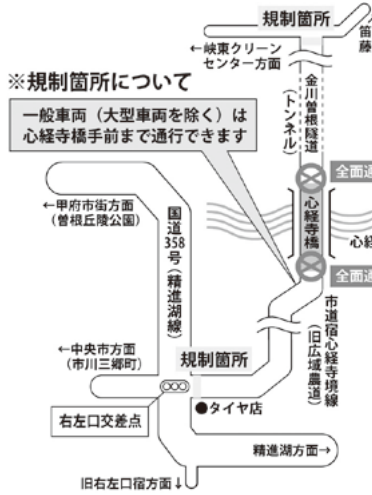 規制箇所
笛
藤
←峡東クリーン
センター方面
※規制箇所について
一般車両（大型車両を除く）は
心経寺橋手前まで通行できます
金川曽根隧道
（トンネル）
全面通
←甲府市街方面
（曽根丘陵公園）
国道358号（精進湖線）
心経寺橋
心経
全面通
市道宿心経寺境線
（旧広域農道）
←中央市方面
（市川三郷町）
規制箇所
右左口交差点
●タイヤ店
精進湖方面→
旧右左口宿方面↓